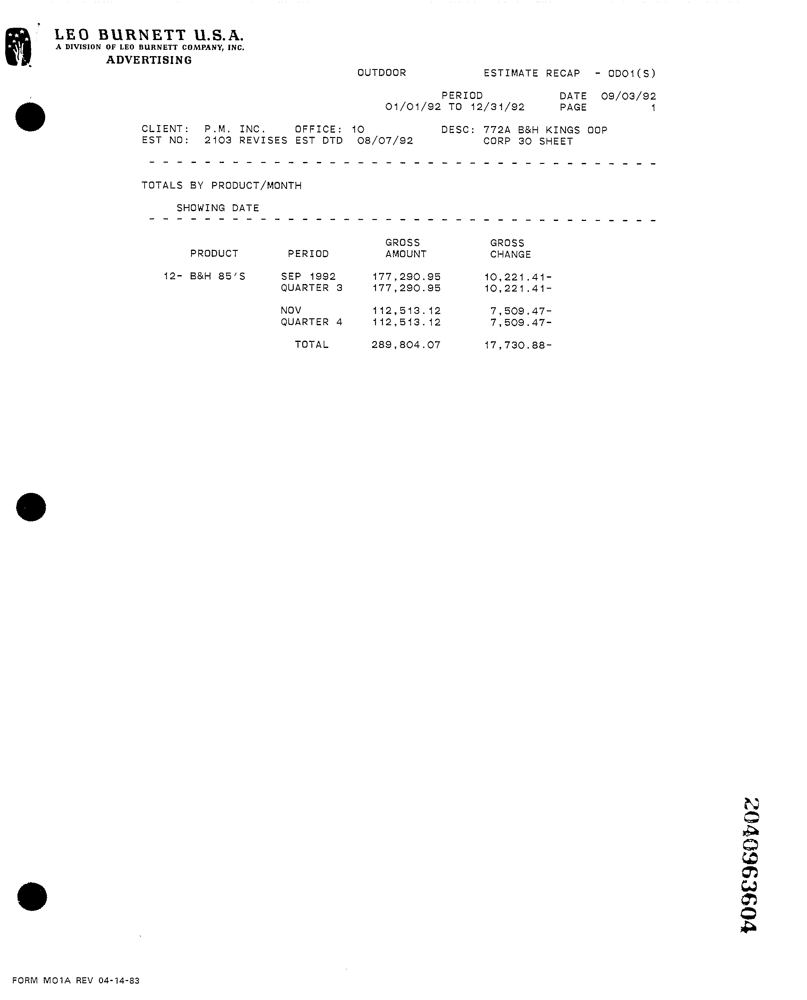 LEO BURNETT U.S.A.
A DIVISION OF LEO BURNETT COMPANY, INC.
ADVERTISING
OUTDOOR ESTIMATE RECAP - OD01(S)
PERIOD DATE 09/03/92
01/01/92 TO 12/31/92 PAGE 1
CLIENT: P.M. INC. OFFICE: 10 DESC: 772A B&H KINGS OOP
EST NO: 2103 REVISES EST DTD 08/07/92 CORP 30 SHEET
- - - - - - - - - - - - - - - - - - - - - - - - - - - - - - - - - - - - -
TOTALS BY PRODUCT/MONTH
SHOWING DATE
- - - - - - - - - - - - - - - - - - - - - - - - - - - - - - - - - - - - -
GROSS GROSS
PRODUCT PERIOD AMOUNT CHANGE
12- B&H 85'S SEP 1992 177,290.95 10,221.41-
QUARTER 3 177,290.95 10,221.41-
NOV 112,513.12 7,509.47-
QUARTER 4 112,513.12 7,509.47-
TOTAL 289,804.07 17,730.88-
2040963604
FORM M01A REV 04-14-83